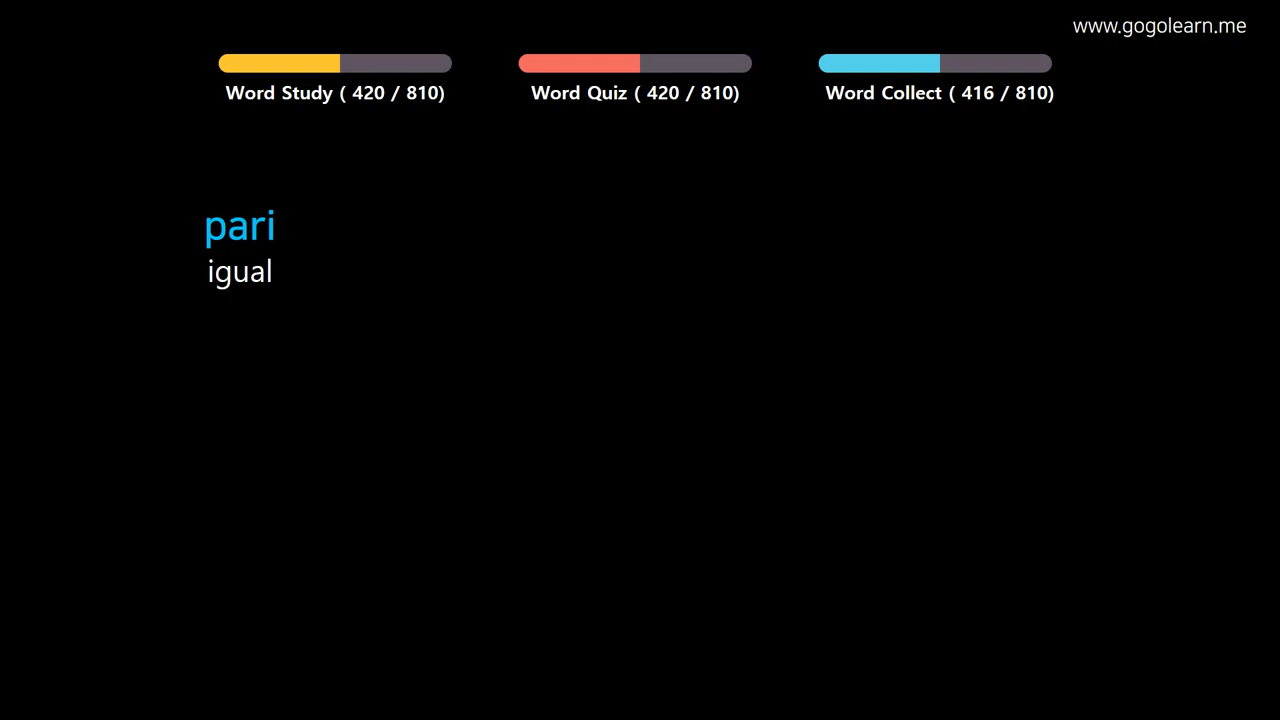 www.gogolearn.me
Word Study ( 420 / 810)
Word Quiz ( 420 / 810)
Word Collect ( 416 / 810)
pari
igual